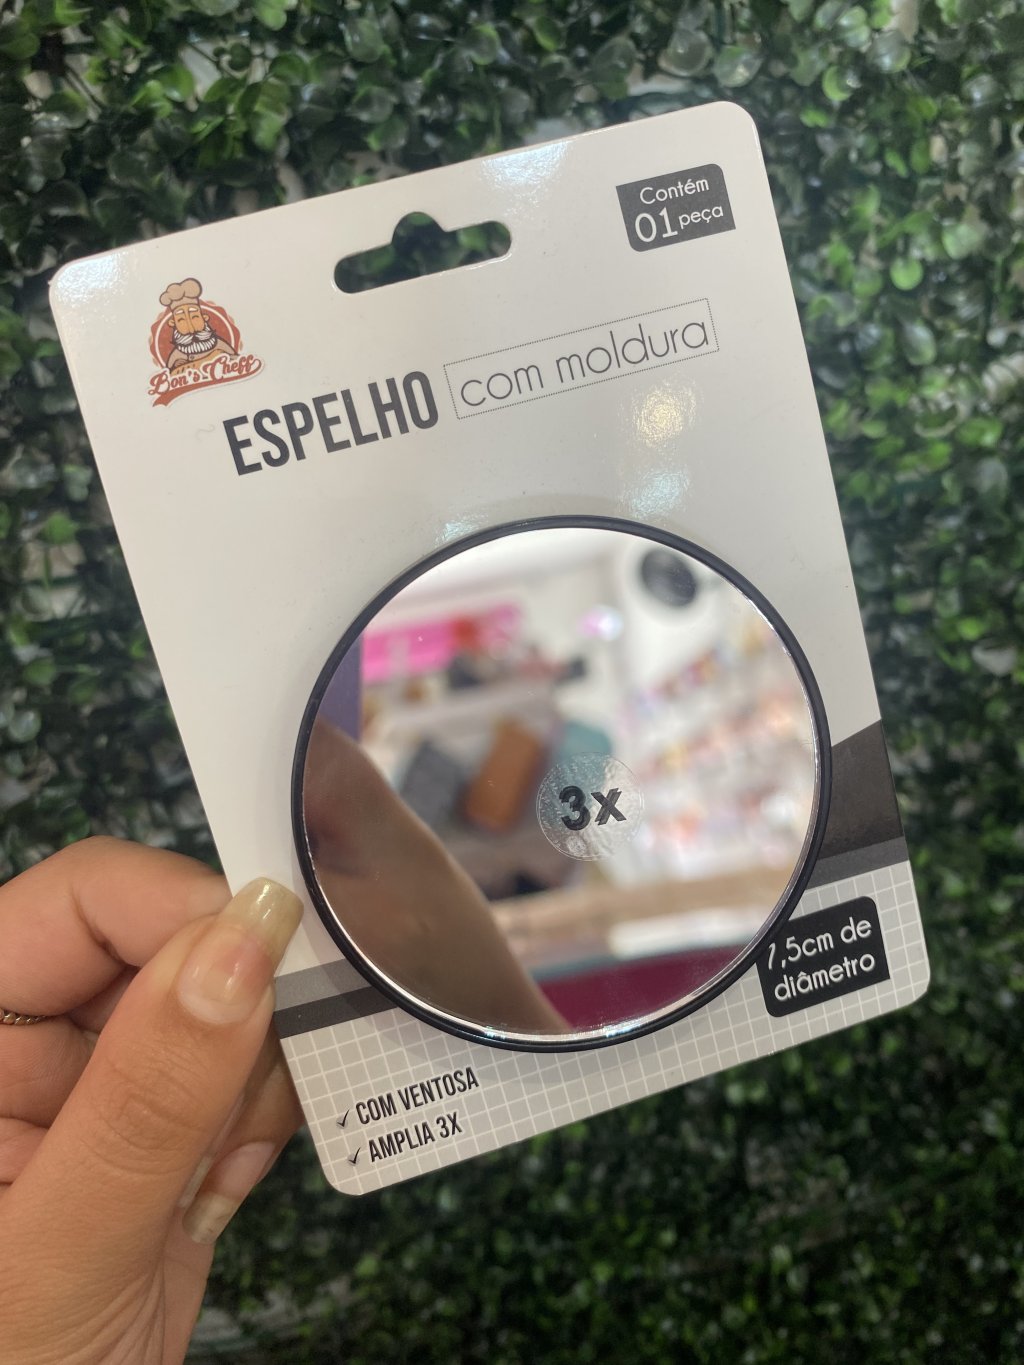 Contém
01 peça
Bon's Cheff
ESPELHO com moldura
3x
7,5cm de
diâmetro
COM VENTOSA
AMPLIA 3X